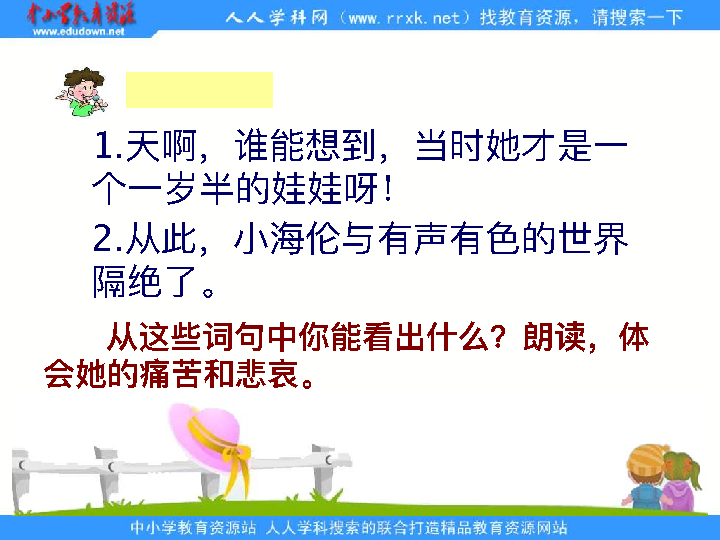 中小学教育资源
www.edudown.net
人人学科网（www.rrxk.net）找教育资源，请搜索一下
1.天啊，谁能想到，当时她才是一
个一岁半的娃娃呀！
2.从此，小海伦与有声有色的世界
隔绝了。
从这些词句中你能看出什么？朗读，体
会她的痛苦和悲哀。
中小学教育资源站 人人学科搜索的联合打造精品教育资源网站